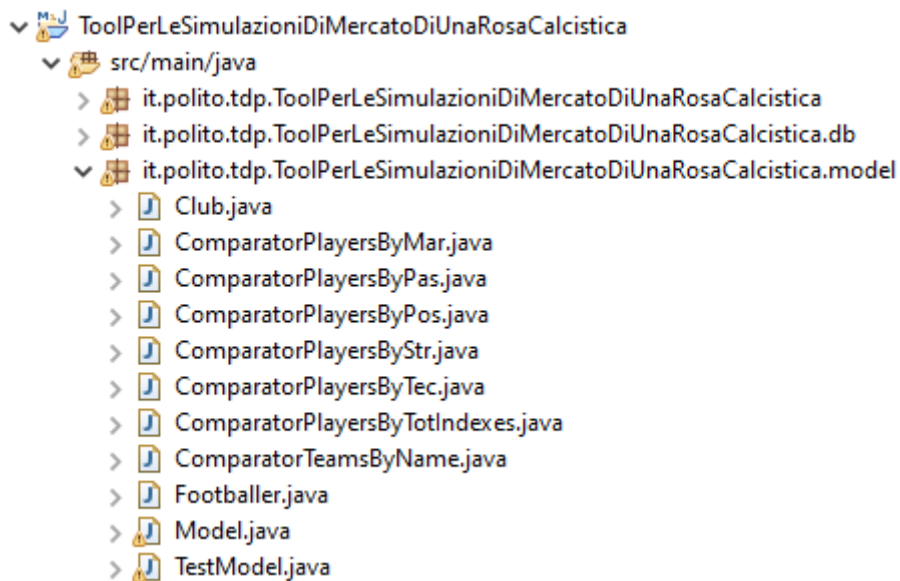 ToolPerLeSimulazioniDiMercatoDiUnaRosaCalcistica
src/main/java
it.polito.tdp.ToolPerLeSimulazioniDiMercatoDiUnaRosaCalcistica
it.polito.tdp.ToolPerLeSimulazioniDiMercatoDiUnaRosaCalcistica.db
it.polito.tdp.ToolPerLeSimulazioniDiMercatoDiUnaRosaCalcistica.model
Club.java
ComparatorPlayersByMar.java
ComparatorPlayersByPas.java
ComparatorPlayersByPos.java
ComparatorPlayersByStr.java
ComparatorPlayersByTec.java
ComparatorPlayersByTotIndexes.java
ComparatorTeamsByName.java
Footballer.java
Model.java
TestModel.java